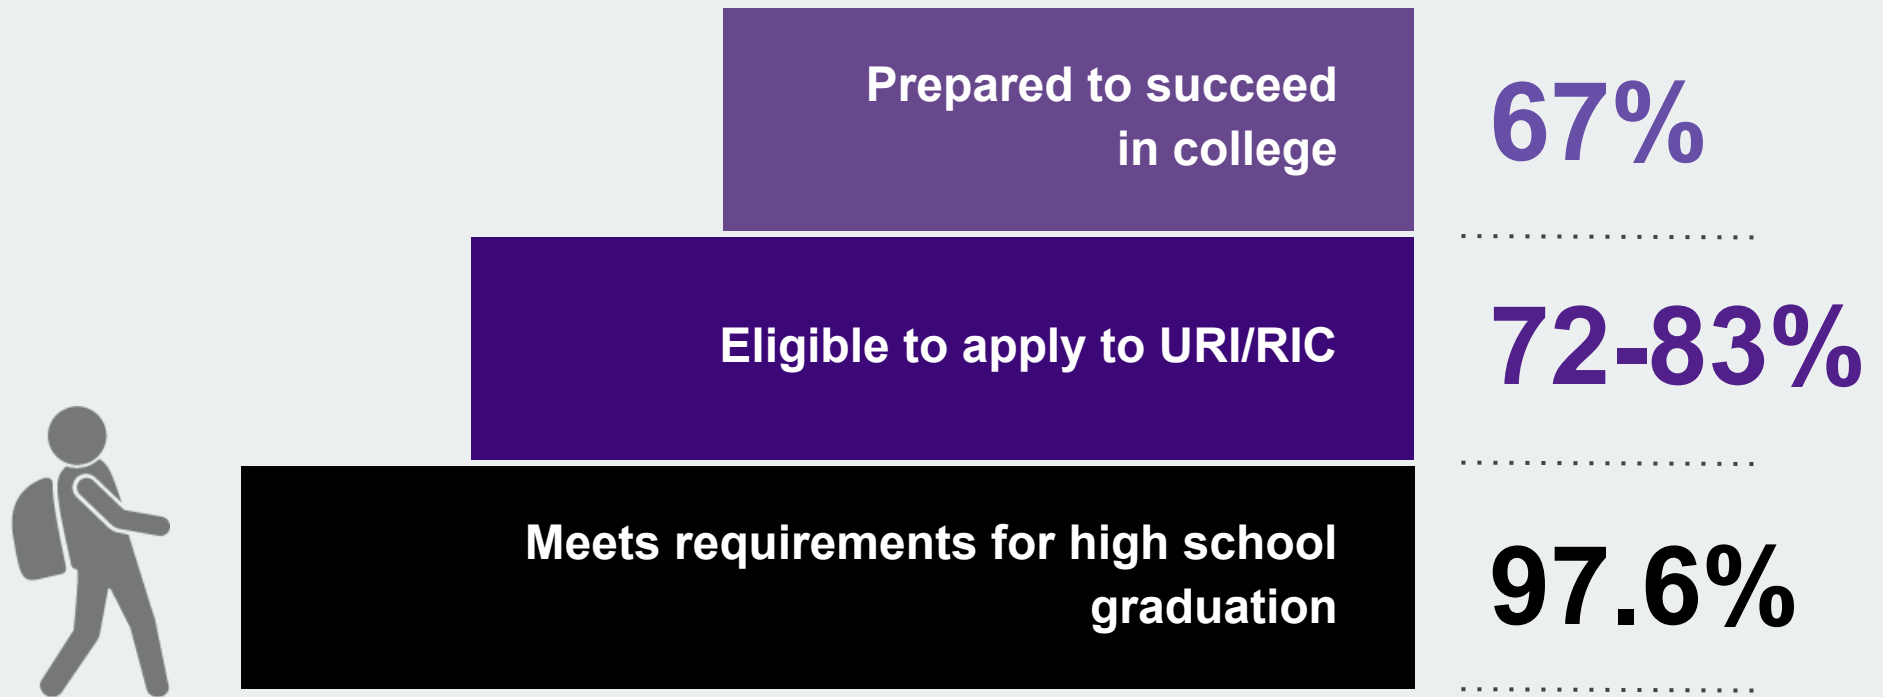 Prepared to succeed
in college
67%
Eligible to apply to URI/RIC
72-83%
Meets requirements for high school
graduation
97.6%